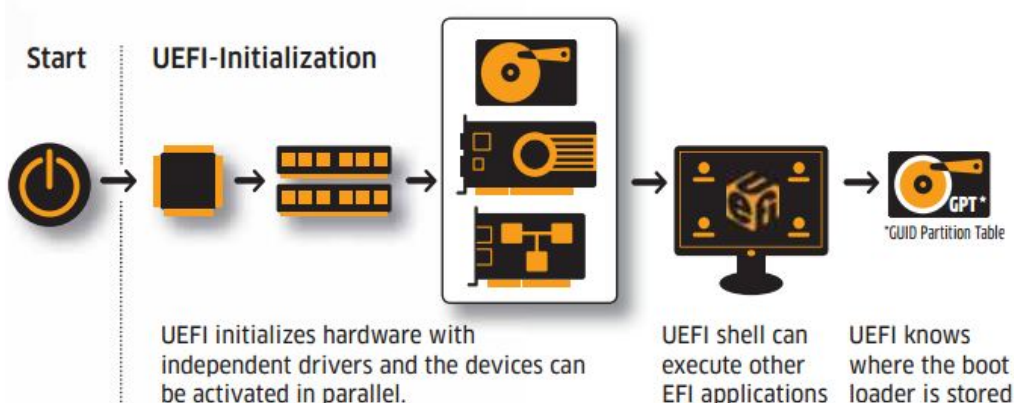 Start
UEFI-Initialization
uefi
GPT*
*GUID Partition Table
UEFI initializes hardware with
independent drivers and the devices can
be activated in parallel.
UEFI shell can
execute other
EFI applications
UEFI knows
where the boot
loader is stored